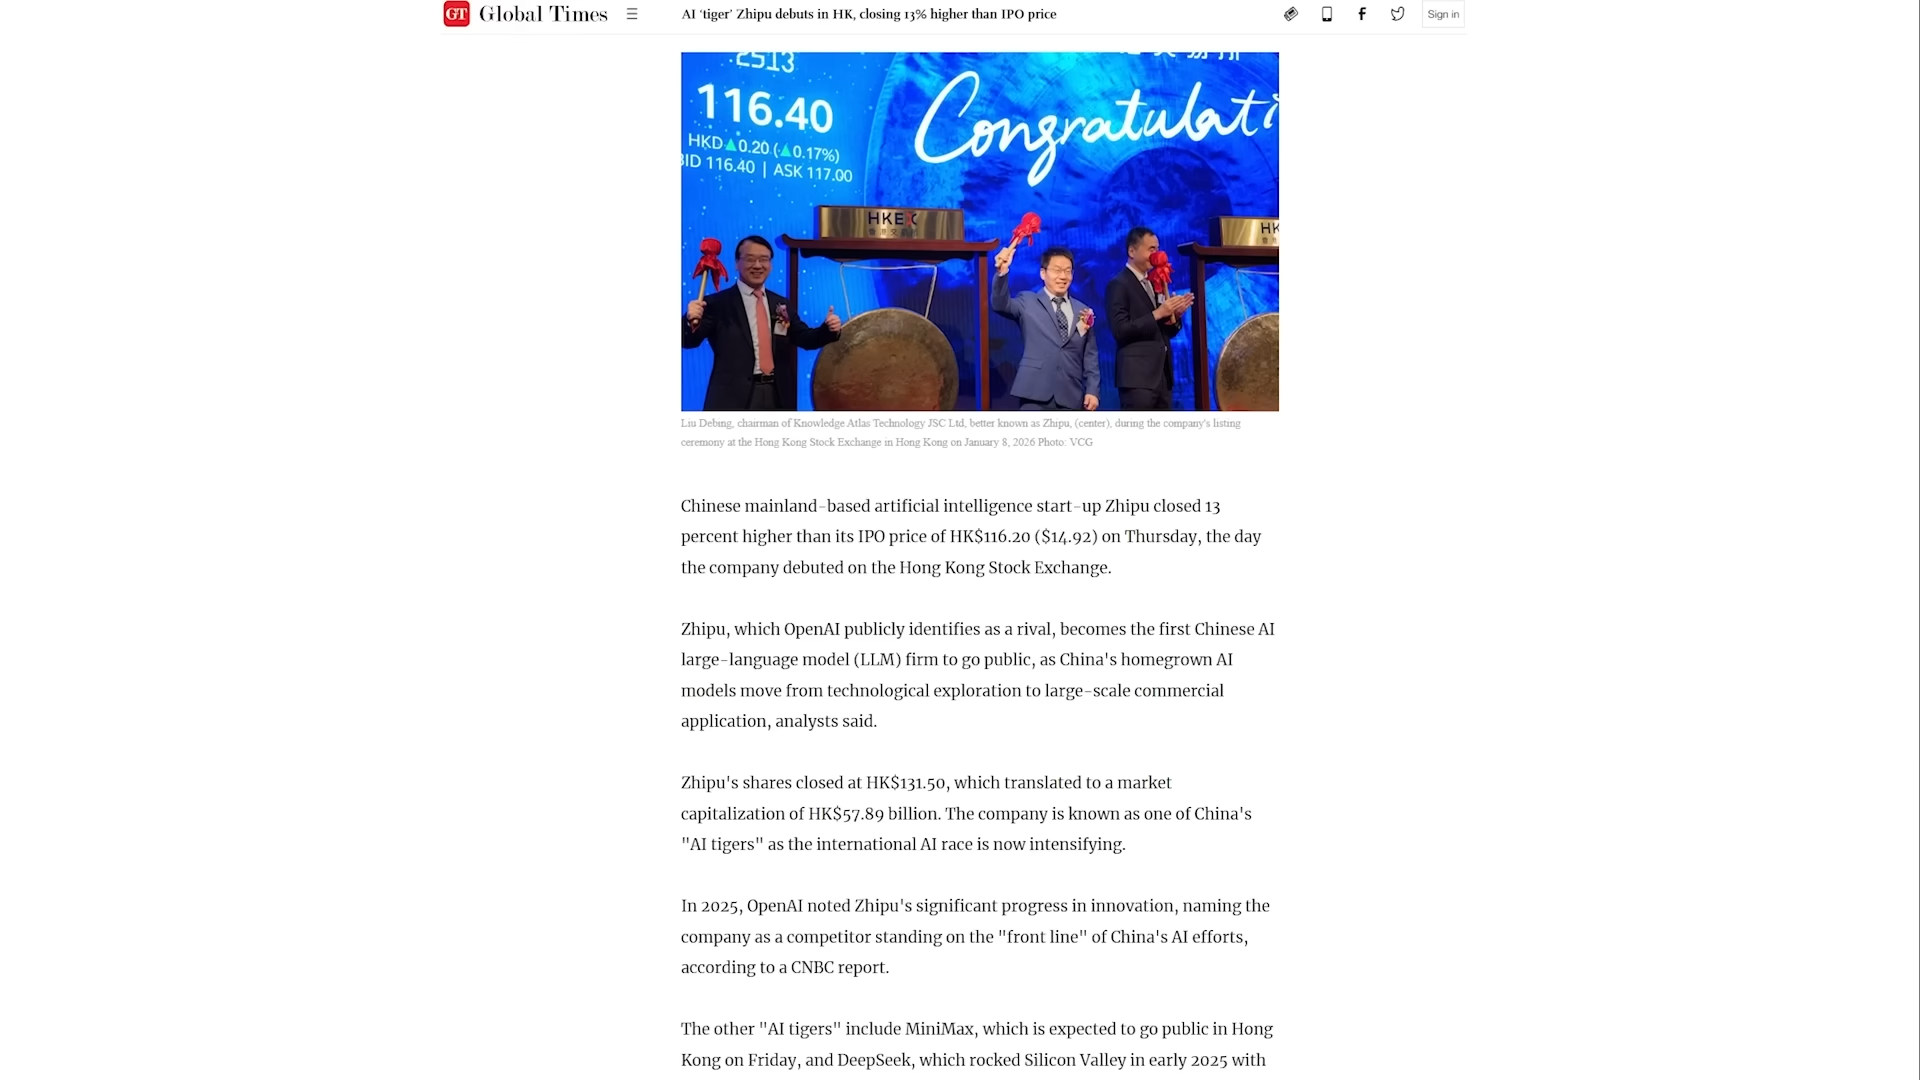 GT Global Times
AI 'tiger' Zhipu debuts in HK, closing 13% higher than IPO price
Sign in
2513
116.40
HKD▲0.20 (▲0.17%)
BID 116.40 | ASK 117.00
Congratulati
HKEX
HK
Liu Debing, chairman of Knowledge Atlas Technology JSC Ltd, better known as Zhipu, (center), during the company's listing
ceremony at the Hong Kong Stock Exchange in Hong Kong on January 8, 2026 Photo: VCG
Chinese mainland-based artificial intelligence start-up Zhipu closed 13
percent higher than its IPO price of HK$116.20 ($14.92) on Thursday, the day
the company debuted on the Hong Kong Stock Exchange.
Zhipu, which OpenAI publicly identifies as a rival, becomes the first Chinese AI
large-language model (LLM) firm to go public, as China's homegrown AI
models move from technological exploration to large-scale commercial
application, analysts said.
Zhipu's shares closed at HK$131.50, which translated to a market
capitalization of HK$57.89 billion. The company is known as one of China's
"AI tigers" as the international AI race is now intensifying.
In 2025, OpenAI noted Zhipu's significant progress in innovation, naming the
company as a competitor standing on the "front line" of China's AI efforts,
according to a CNBC report.
The other "AI tigers" include MiniMax, which is expected to go public in Hong
Kong on Friday, and DeepSeek, which rocked Silicon Valley in early 2025 with